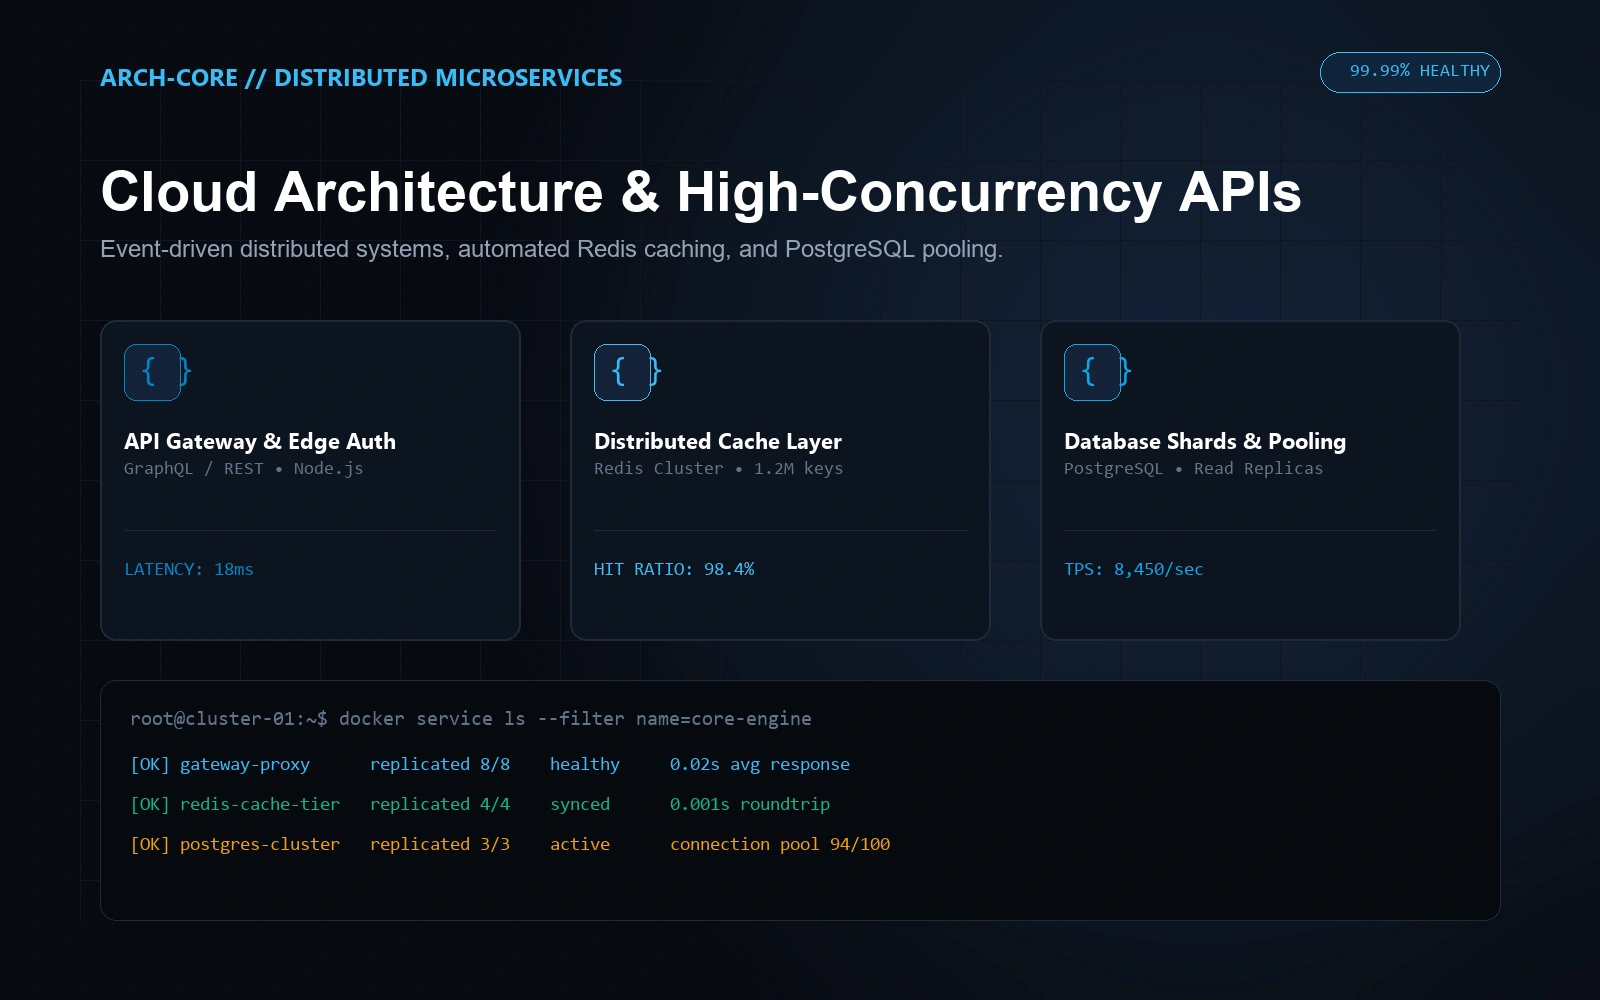 ARCH-CORE // DISTRIBUTED MICROSERVICES
99.99% HEALTHY
Cloud Architecture & High-Concurrency APIs
Event-driven distributed systems, automated Redis caching, and PostgreSQL pooling.
{ }
API Gateway & Edge Auth
GraphQL / REST • Node.js
LATENCY: 18ms
{ }
Distributed Cache Layer
Redis Cluster • 1.2M keys
HIT RATIO: 98.4%
{ }
Database Shards & Pooling
PostgreSQL • Read Replicas
TPS: 8,450/sec
root@cluster-01:~$ docker service ls --filter name=core-engine
[OK] gateway-proxy replicated 8/8 healthy 0.02s avg response
[OK] redis-cache-tier replicated 4/4 synced 0.001s roundtrip
[OK] postgres-cluster replicated 3/3 active connection pool 94/100